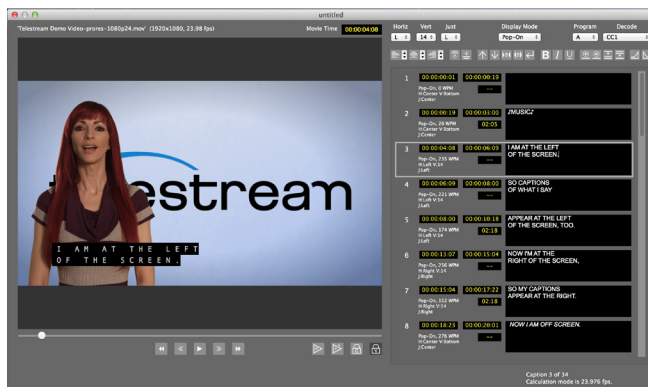 untitled
'Telestream Demo Video-prores-1080p24.mov' (1920x1080, 23.98 fps)
Movie Time 00:00:04:08
Horiz Vert Just Display Mode Program Decode
L 14 L Pop-On A CC1
B I U
telestream
I AM AT THE LEFT
OF THE SCREEN.
1 00:00:00:01 00:00:00:19
Pop-On, 0 WPM --
H:Center V:Bottom
J:Center
2 00:00:00:19 00:00:03:00 ♪MUSIC♪
Pop-On, 26 WPM 02:05
H:Center V:Bottom
J:Center
3 00:00:04:08 00:00:06:09 I AM AT THE LEFT
OF THE SCREEN.
Pop-On, 235 WPM --
H:Left V:14
J:Left
4 00:00:06:09 00:00:08:00 SO CAPTIONS
OF WHAT I SAY
Pop-On, 221 WPM --
H:Left V:14
J:Left
5 00:00:08:00 00:00:10:18 APPEAR AT THE LEFT
OF THE SCREEN, TOO.
Pop-On, 174 WPM 02:18
H:Left V:14
J:Left
6 00:00:13:07 00:00:15:04 NOW I'M AT THE
RIGHT OF THE SCREEN,
Pop-On, 256 WPM --
H:Right V:14
J:Right
7 00:00:15:04 00:00:17:22 SO MY CAPTIONS
APPEAR AT THE RIGHT.
Pop-On, 152 WPM 02:18
H:Right V:14
J:Right
8 00:00:18:23 00:00:20:01 NOW I AM OFF SCREEN.
Pop-On, 276 WPM --
H:Center V:Bottom
J:Center
Caption 3 of 34
Calculation mode is 23.976 fps.